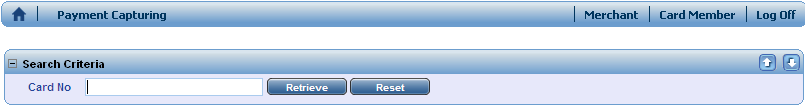 Payment Capturing Merchant Card Member Log Off
Search Criteria
Card No Retrieve Reset